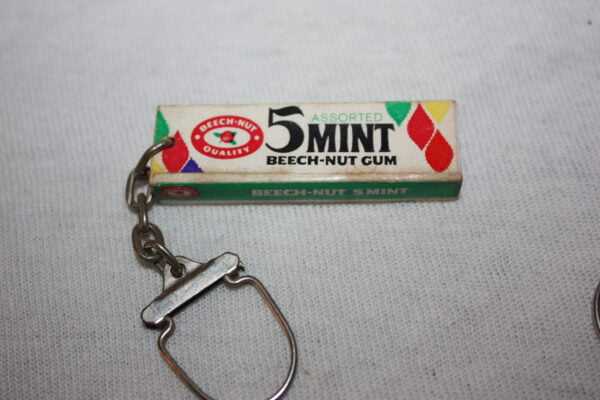 BEECH-NUT
QUALITY
ASSORTED
5 MINT
BEECH-NUT GUM
BEECH-NUT 5 MINT